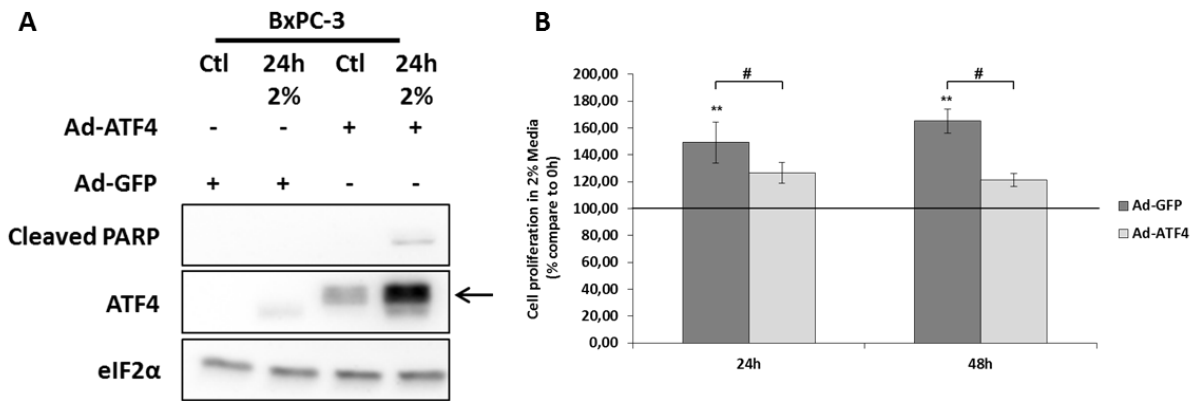 A
BxPC-3
Ctl 24h Ctl 24h
2% 2%
Ad-ATF4 - - + +
Ad-GFP + + - -
Cleaved PARP
ATF4
eIF2α
B
Cell proliferation in 2% Media
(% compare to 0h)
200,00
180,00
160,00
140,00
120,00
100,00
80,00
60,00
40,00
20,00
0,00
# #
** **
24h 48h
Ad-GFP
Ad-ATF4